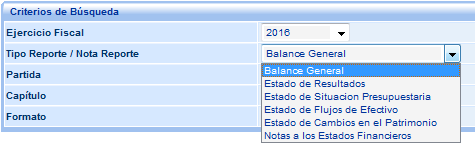 Criterios de Búsqueda
Ejercicio Fiscal 2016
Tipo Reporte / Nota Reporte Balance General
Partida Balance General
Estado de Resultados
Capítulo Estado de Situacion Presupuestaria
Estado de Flujos de Efectivo
Formato Estado de Cambios en el Patrimonio
Notas a los Estados Financieros